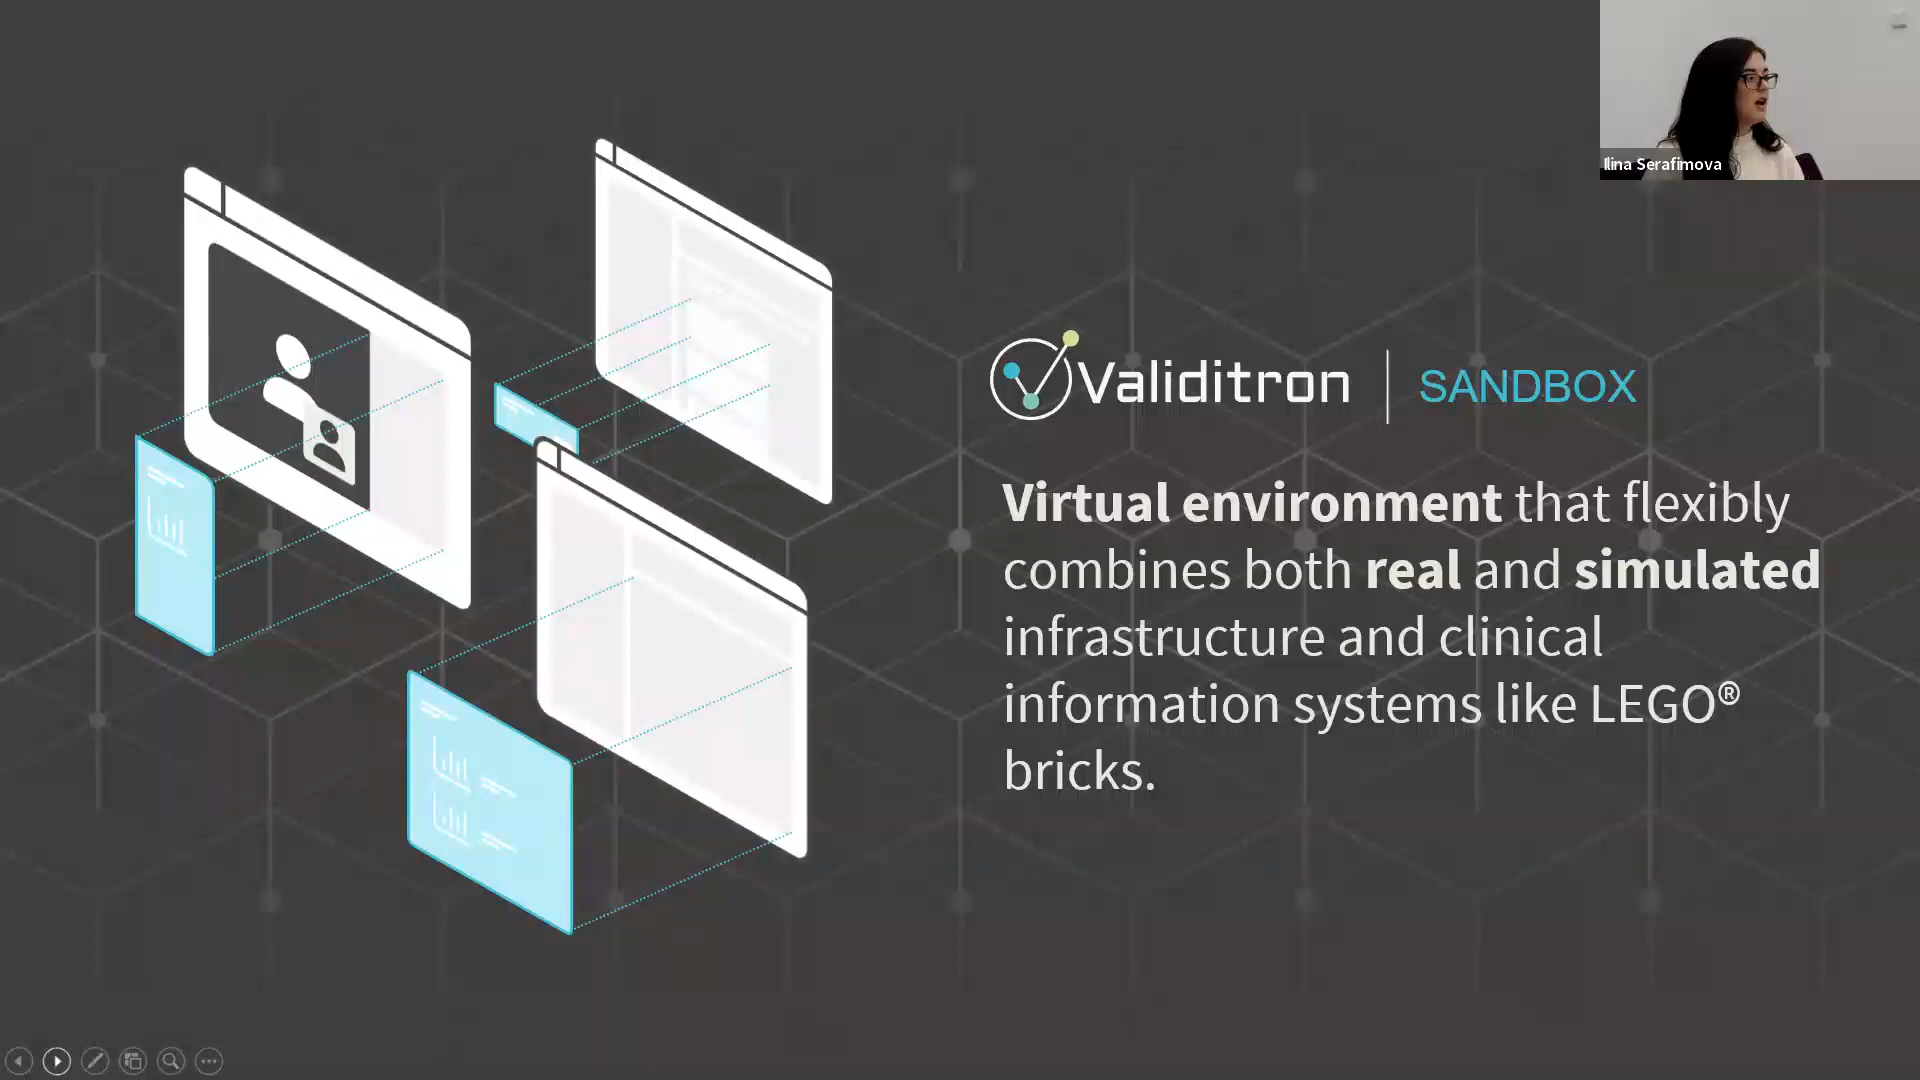 Ilina Serafimova
Validitron | SANDBOX
Virtual environment that flexibly
combines both real and simulated
infrastructure and clinical
information systems like LEGO®
bricks.